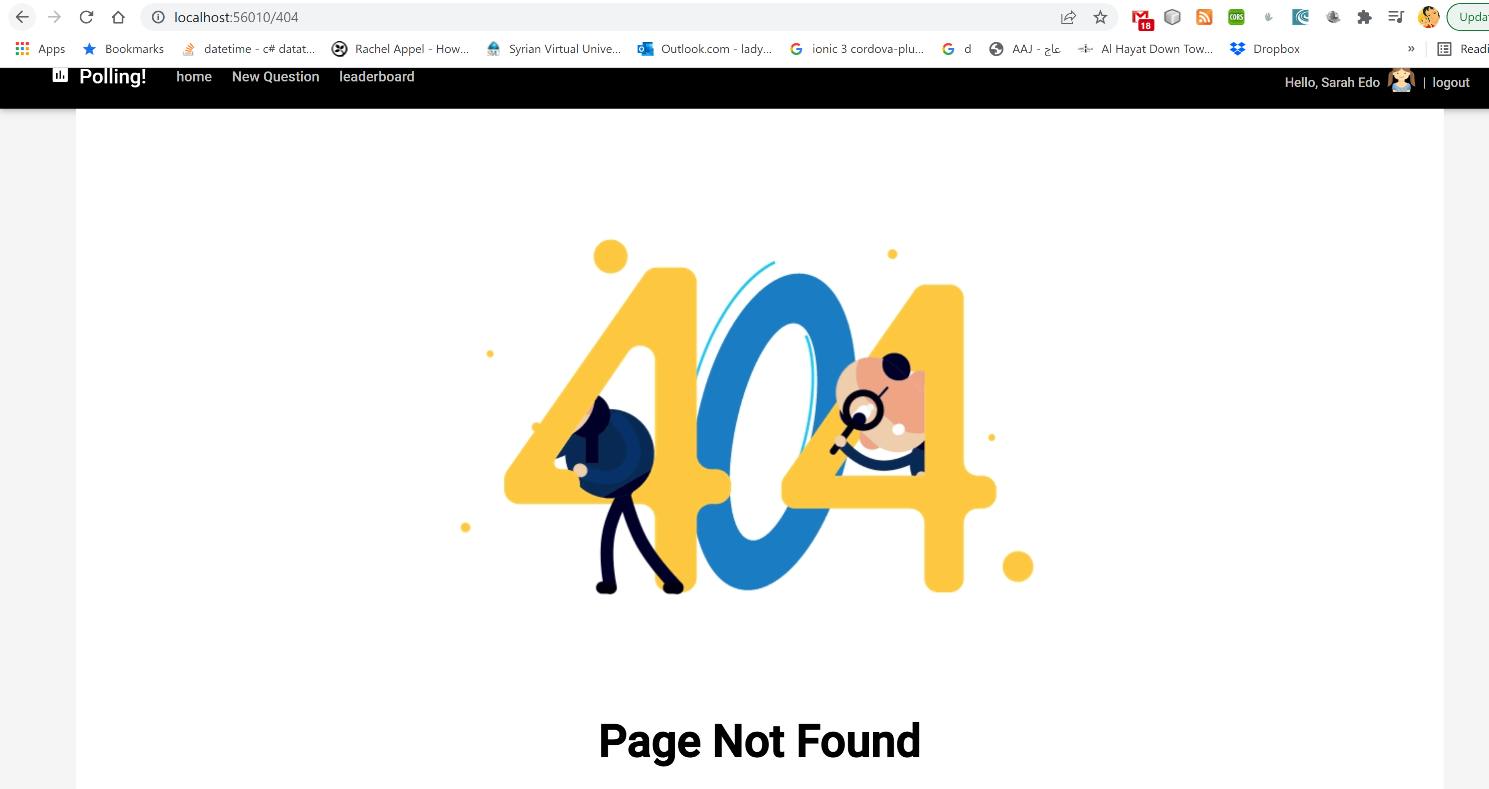 localhost:56010/404
18
CORS
Upda
Apps
Bookmarks
datetime - c# datat...
Rachel Appel - How...
Syrian Virtual Unive...
Outlook.com - lady...
ionic 3 cordova-plu...
d
AAJ - عاج
Al Hayat Down Tow...
Dropbox
»
Readi
Polling!
home
New Question
leaderboard
Hello, Sarah Edo
| logout
404
Page Not Found